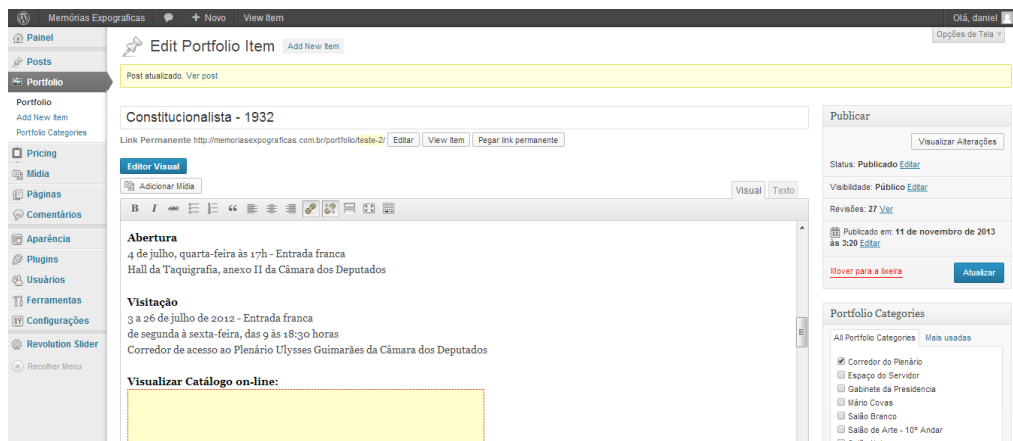 Memórias Expograficas
+ Novo
View Item
Olá, daniel
Opções de Tela
Painel
Posts
Portfolio
Portfolio
Add New Item
Portfolio Categories
Pricing
Mídia
Páginas
Comentários
Aparência
Plugins
Usuários
Ferramentas
Configurações
Revolution Slider
Recolher Menu
Edit Portfolio Item Add New Item
Post atualizado. Ver post
Constitucionalista - 1932
Link Permanente http://memoriasexpograficas.com.br/portfolio/teste-2/ Editar View Item Pegar link permanente
Editor Visual
Adicionar Mídia
Visual Texto
B I ABC
Abertura
4 de julho, quarta-feira às 17h - Entrada franca
Hall da Taquigrafia, anexo II da Câmara dos Deputados
Visitação
3 a 26 de julho de 2012 - Entrada franca
de segunda à sexta-feira, das 9 às 18:30 horas
Corredor de acesso ao Plenário Ulysses Guimarães da Câmara dos Deputados
Visualizar Catálogo on-line:
Publicar
Visualizar Alterações
Status: Publicado Editar
Visibilidade: Público Editar
Revisões: 27 Ver
Publicado em: 11 de novembro de 2013
às 3:20 Editar
Mover para a lixeira
Atualizar
Portfolio Categories
All Portfolio Categories Mais usadas
Corredor do Plenário
Espaço do Servidor
Gabinete da Presidencia
Mário Covas
Salão Branco
Salão de Arte - 10º Andar